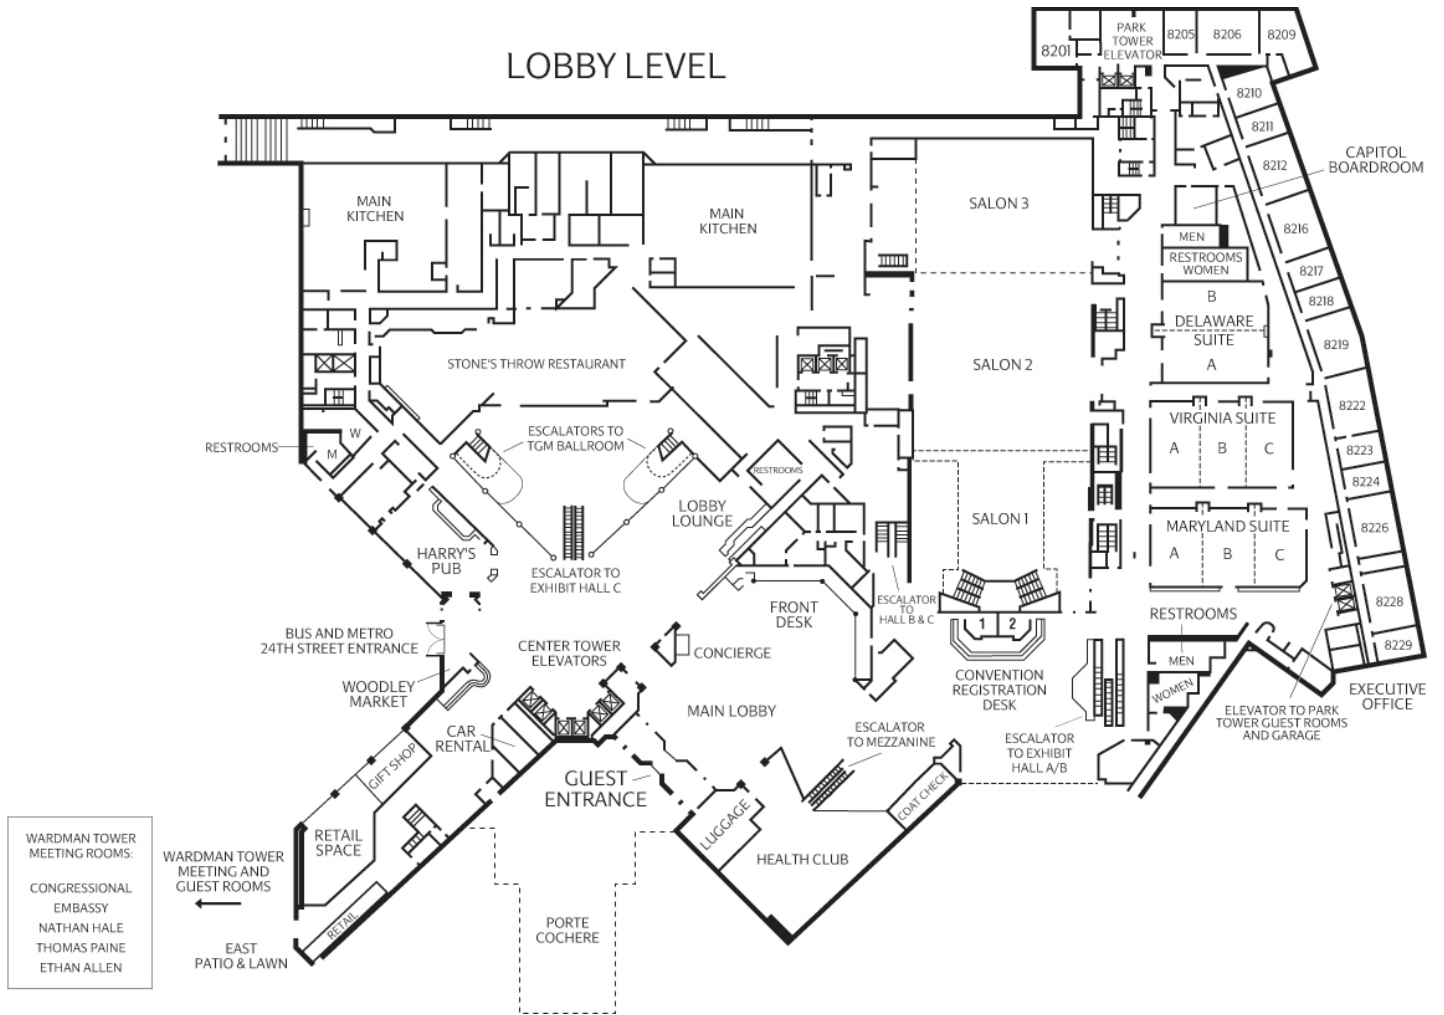 LOBBY LEVEL
PARK
TOWER
ELEVATOR
8201
8205
8206
8209
8210
8211
8212
CAPITOL
BOARDROOM
MAIN
KITCHEN
MAIN
KITCHEN
SALON 3
8216
MEN
RESTROOMS
WOMEN
8217
B
8218
DELAWARE
SUITE
A
8219
STONE'S THROW RESTAURANT
SALON 2
8222
VIRGINIA SUITE
A
B
C
RESTROOMS
W
M
ESCALATORS TO
TGM BALLROOM
RESTROOMS
8223
8224
LOBBY
LOUNGE
SALON 1
MARYLAND SUITE
A
B
C
8226
HARRY'S
PUB
ESCALATOR TO
EXHIBIT HALL C
FRONT
DESK
ESCALATOR
TO
HALL B & C
1
2
8228
RESTROOMS
BUS AND METRO
24TH STREET ENTRANCE
CENTER TOWER
ELEVATORS
CONCIERGE
8229
MEN
WOMEN
CONVENTION
REGISTRATION
DESK
WOODLEY
MARKET
MAIN LOBBY
EXECUTIVE
OFFICE
ELEVATOR TO PARK
TOWER GUEST ROOMS
AND GARAGE
CAR
RENTAL
ESCALATOR
TO MEZZANINE
ESCALATOR
TO EXHIBIT
HALL A/B
GIFT SHOP
GUEST
ENTRANCE
COAT CHECK
LUGGAGE
HEALTH CLUB
RETAIL
SPACE
WARDMAN TOWER
MEETING ROOMS:
CONGRESSIONAL
EMBASSY
NATHAN HALE
THOMAS PAINE
ETHAN ALLEN
WARDMAN TOWER
MEETING AND
GUEST ROOMS
RETAIL
PORTE
COCHERE
EAST
PATIO & LAWN